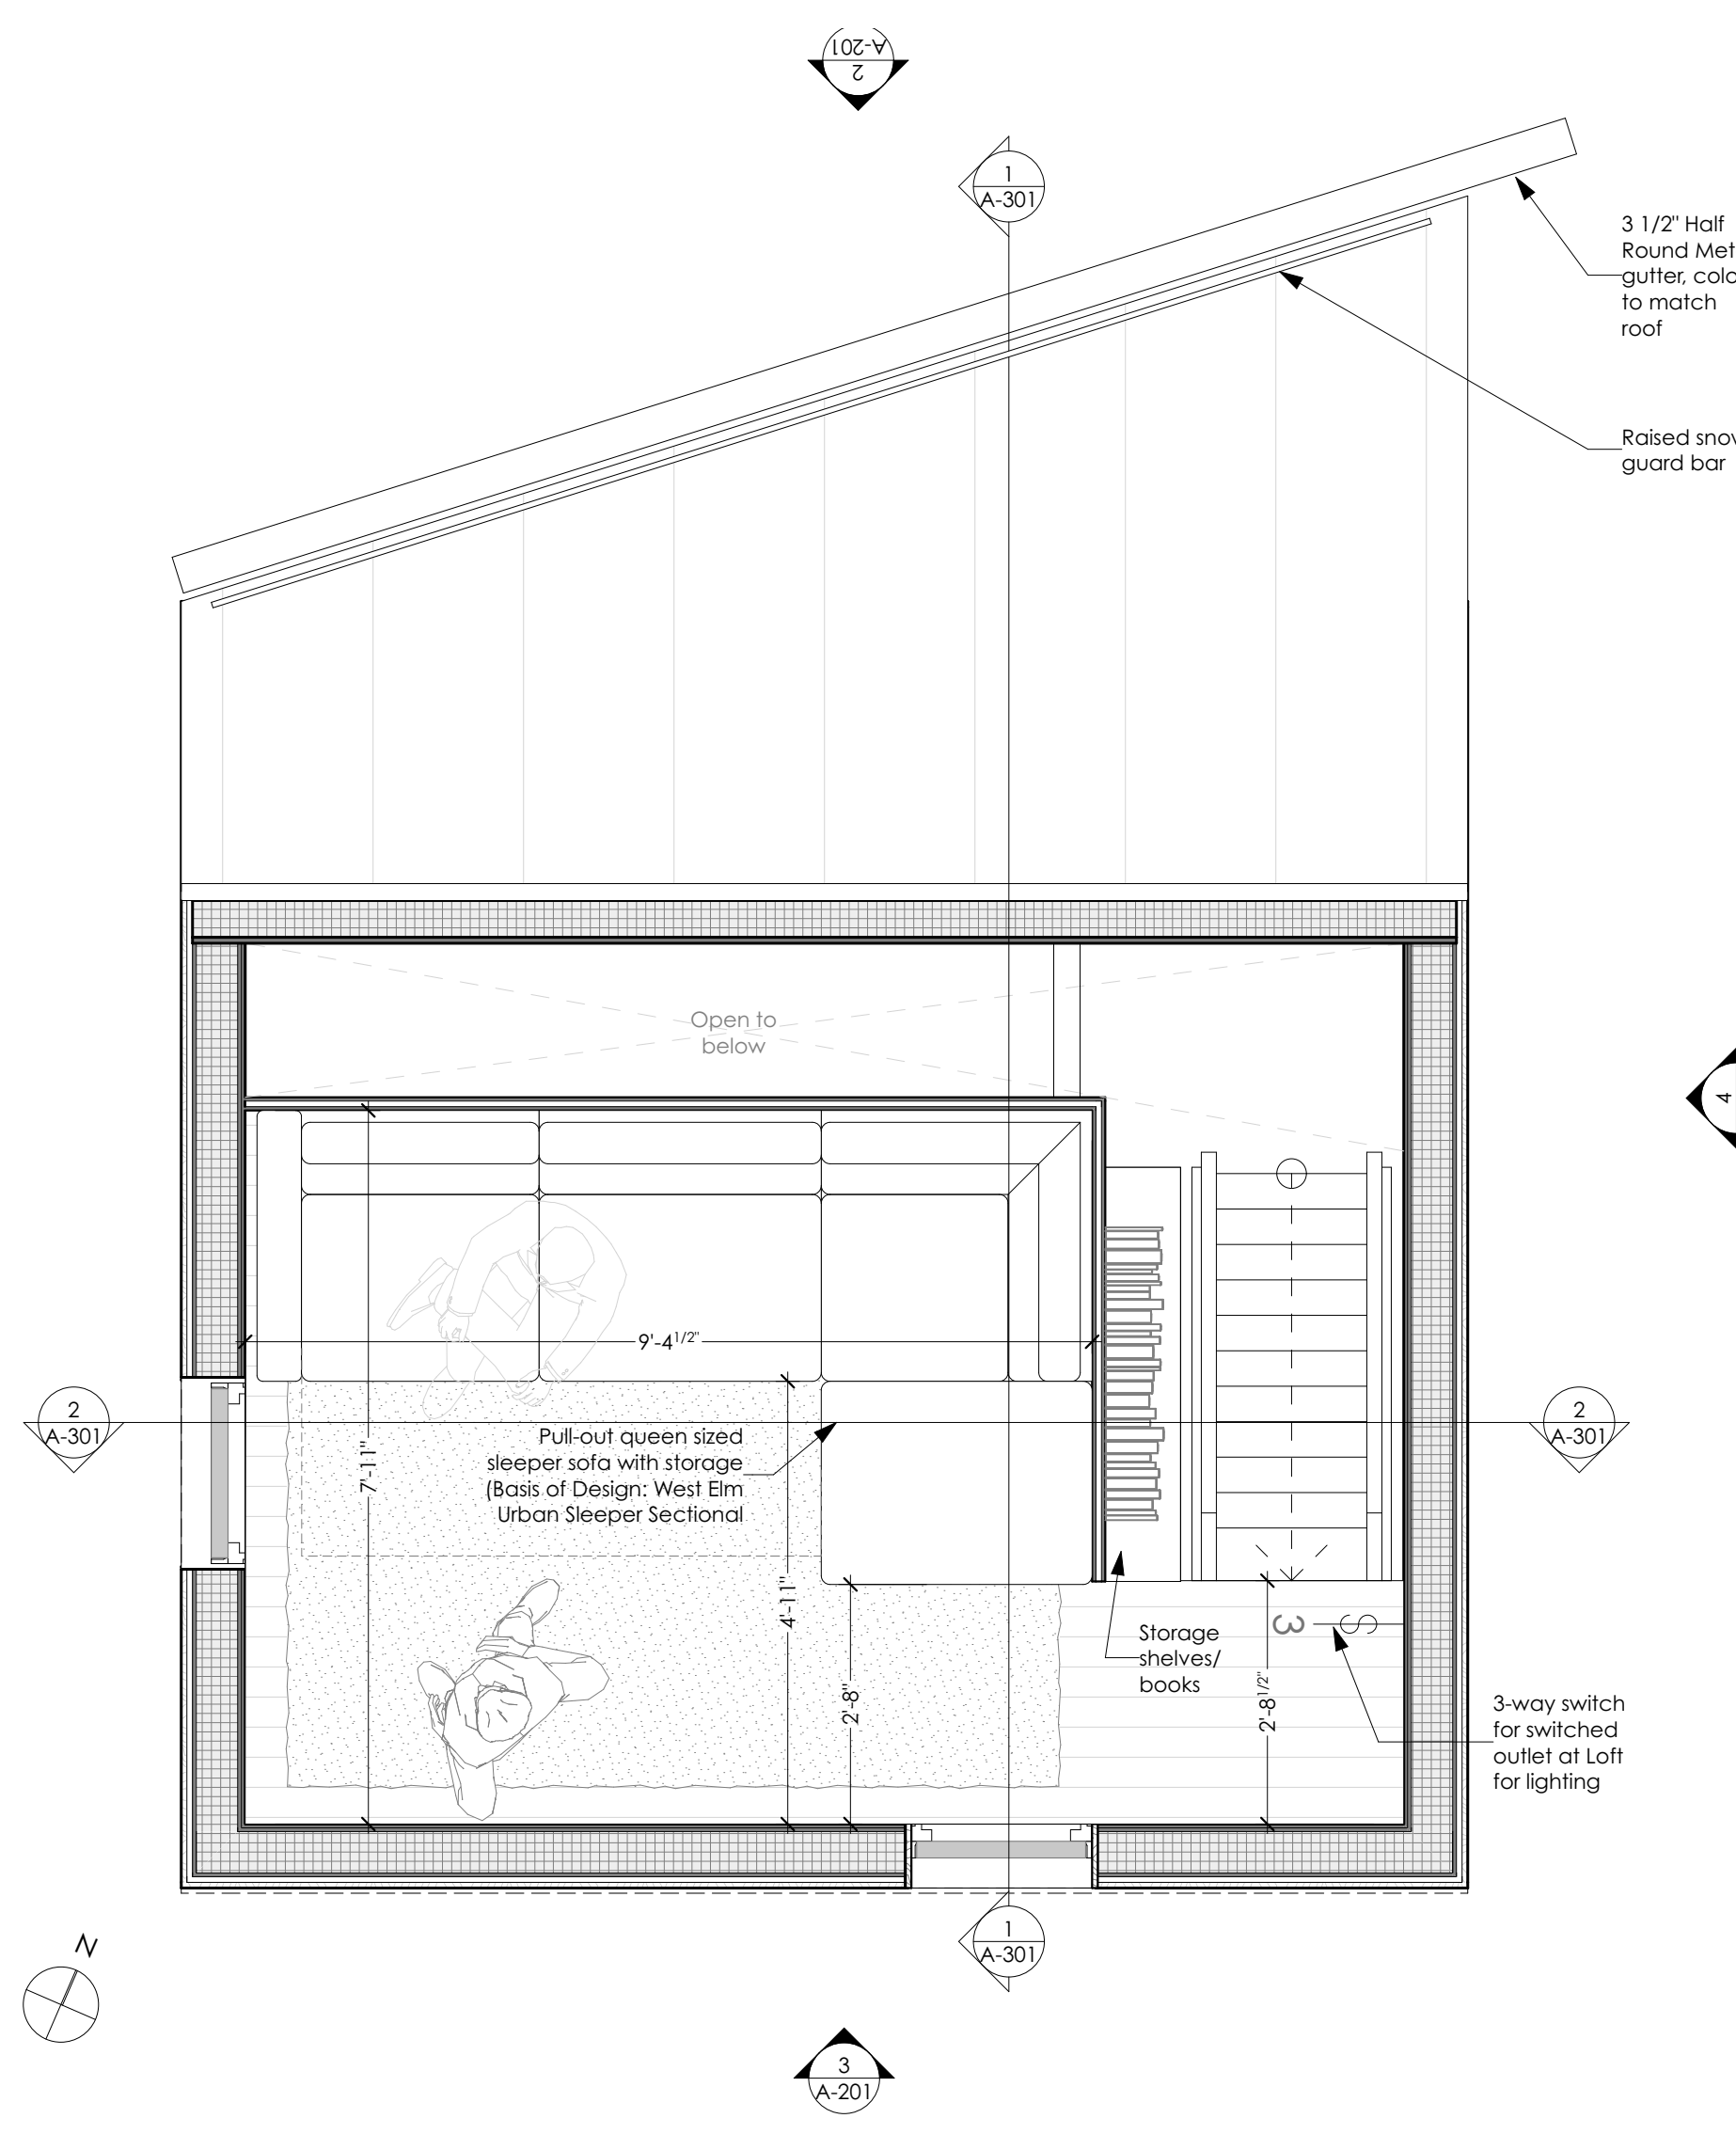 A-201
2
1
A-301
3 1/2" Half
Round Met
gutter, colo
to match
roof
Raised snow
guard bar
Open to
below
9'-4 1/2"
2
A-301
7'-11"
Pull-out queen sized
sleeper sofa with storage
(Basis of Design: West Elm
Urban Sleeper Sectional
4'-11"
2'-8"
Storage
shelves/
books
3
S
2'-8 1/2"
3-way switch
for switched
outlet at Loft
for lighting
2
A-301
4
N
1
A-301
3
A-201